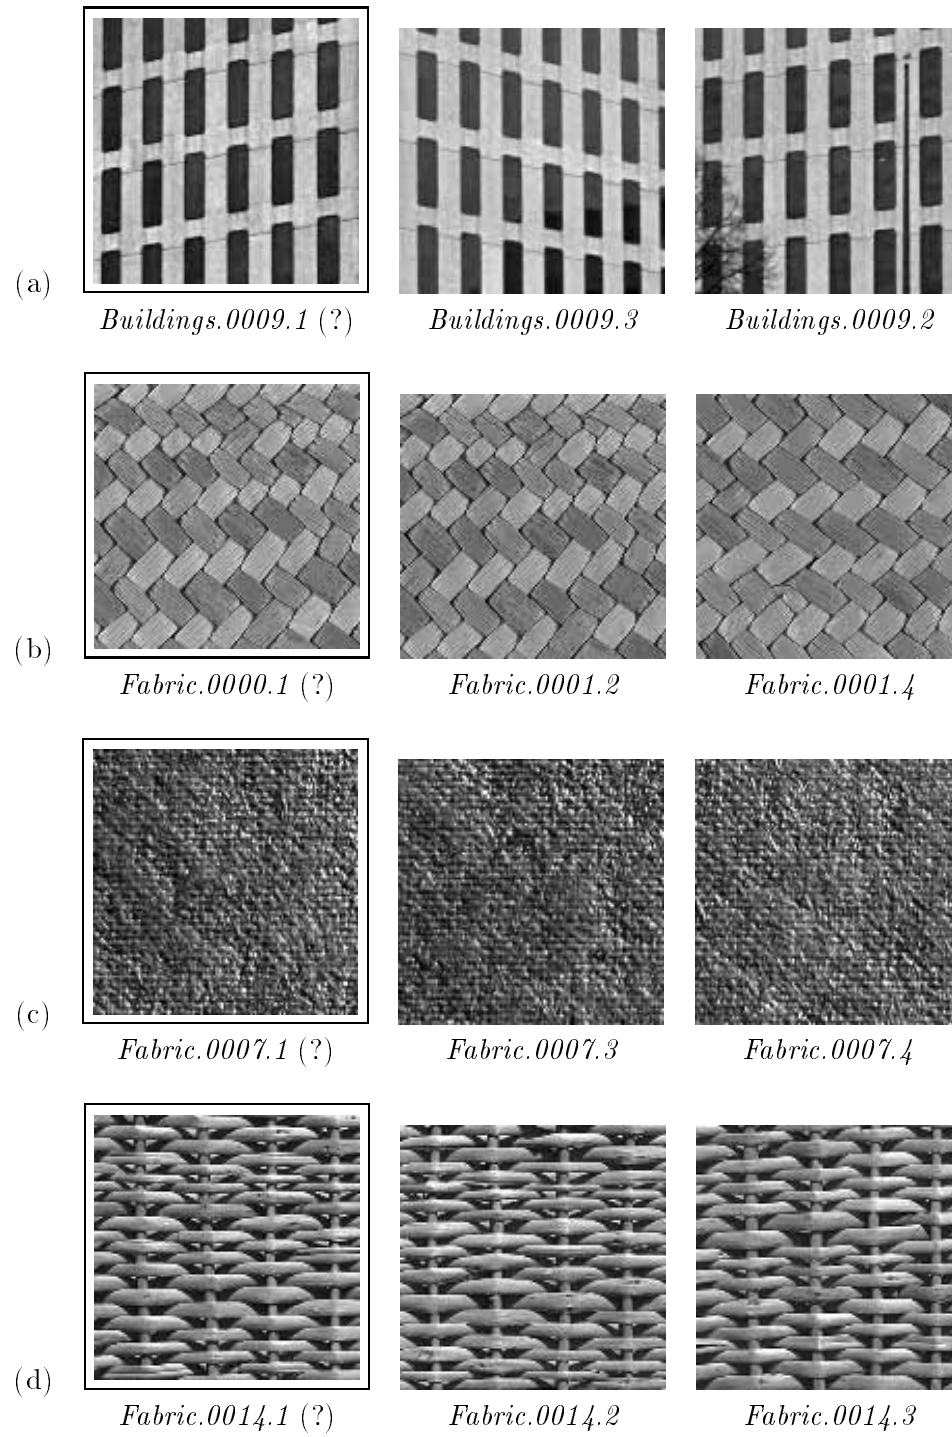 (a)
Buildings.0009.1 (?) Buildings.0009.3 Buildings.0009.2
(b)
Fabric.0000.1 (?) Fabric.0001.2 Fabric.0001.4
(c)
Fabric.0007.1 (?) Fabric.0007.3 Fabric.0007.4
(d)
Fabric.0014.1 (?) Fabric.0014.2 Fabric.0014.3